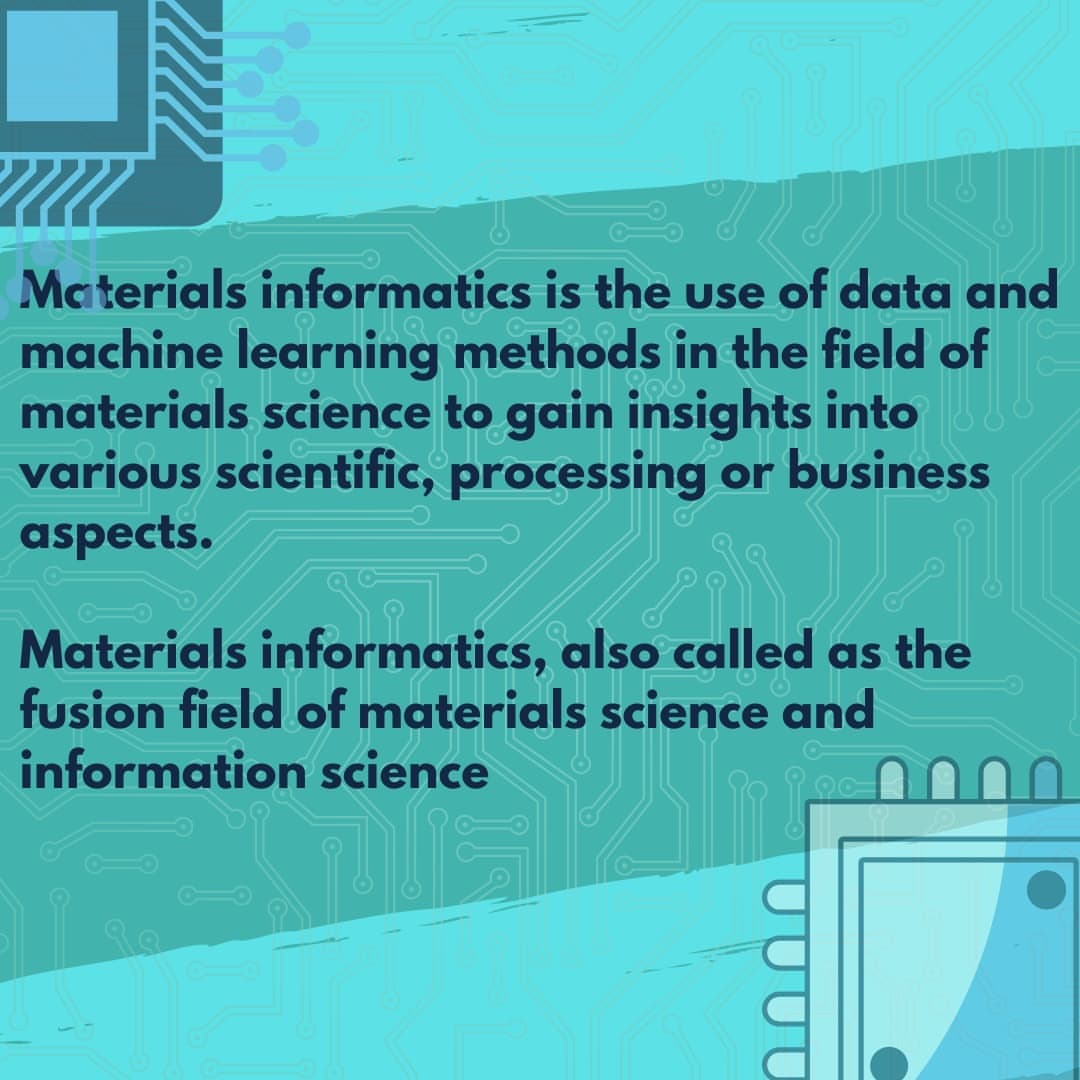 Materials informatics is the use of data and
machine learning methods in the field of
materials science to gain insights into
various scientific, processing or business
aspects.
Materials informatics, also called as the
fusion field of materials science and
information science